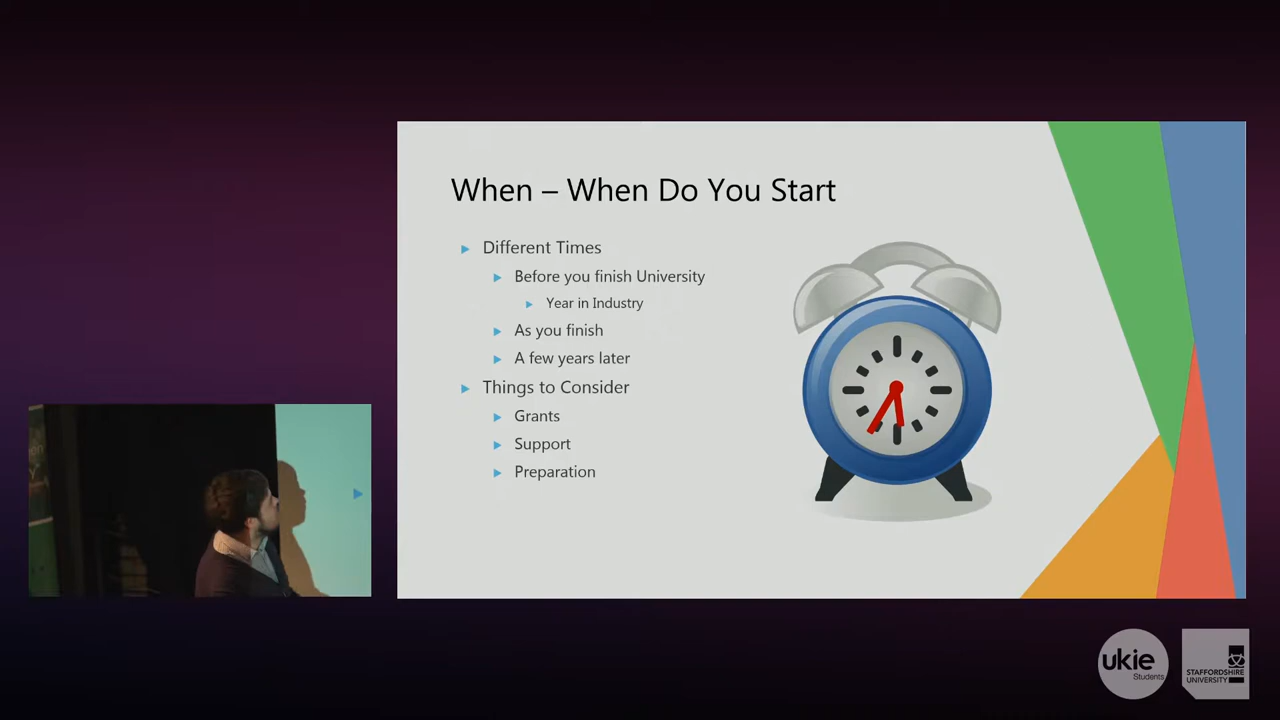 When – When Do You Start
Different Times
Before you finish University
Year in Industry
As you finish
A few years later
Things to Consider
Grants
Support
Preparation
ukie
Students
STAFFORDSHIRE
UNIVERSITY